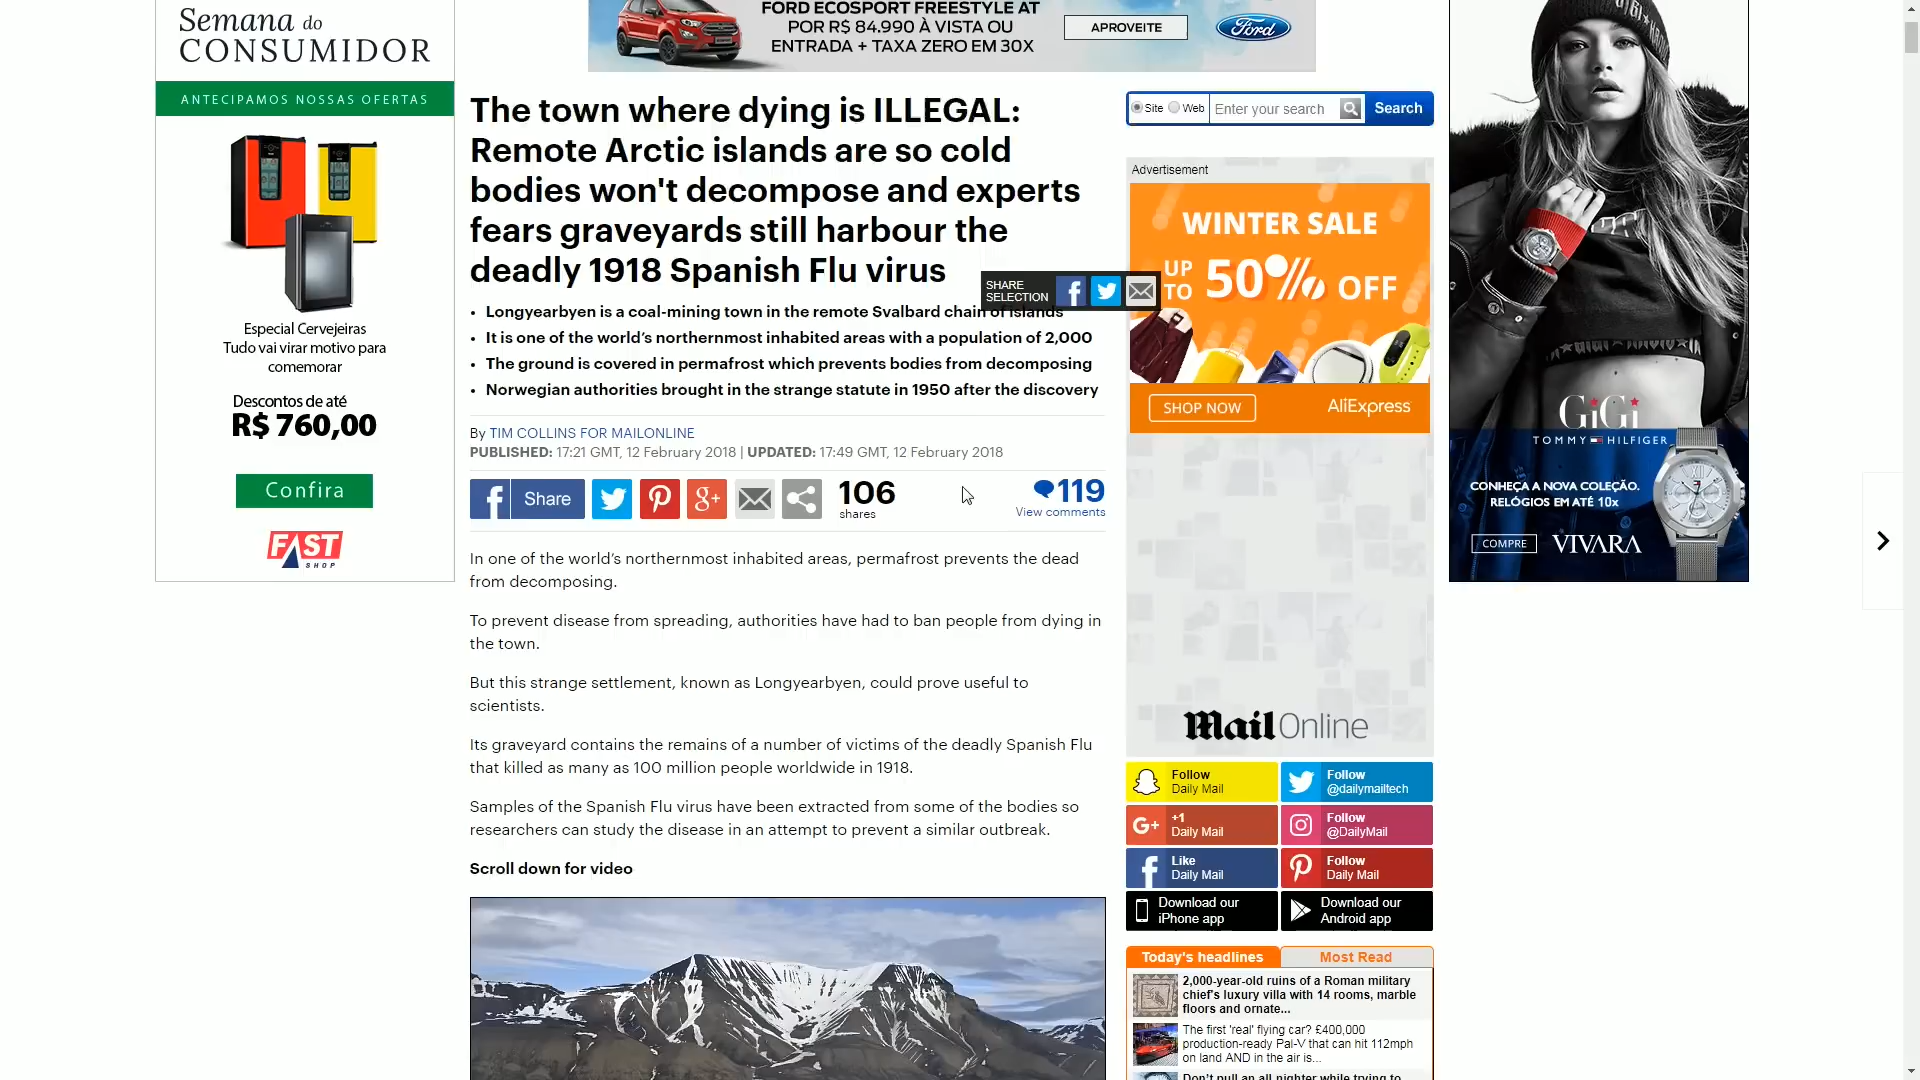 Semana do
CONSUMIDOR
ANTECIPAMOS NOSSAS OFERTAS
Especial Cervejeiras
Tudo vai virar motivo para
comemorar
Descontos de até
R$ 760,00
Confira
FAST
SHOP
FORD ECOSPORT FREESTYLE AT
POR R$ 84.990 À VISTA OU
ENTRADA + TAXA ZERO EM 30X
APROVEITE
Ford
The town where dying is ILLEGAL:
Remote Arctic islands are so cold
bodies won't decompose and experts
fears graveyards still harbour the
deadly 1918 Spanish Flu virus
SHARE
SELECTION
• Longyearbyen is a coal-mining town in the remote Svalbard chain of islands
• It is one of the world's northernmost inhabited areas with a population of 2,000
• The ground is covered in permafrost which prevents bodies from decomposing
• Norwegian authorities brought in the strange statute in 1950 after the discovery
By TIM COLLINS FOR MAILONLINE
PUBLISHED: 17:21 GMT, 12 February 2018 | UPDATED: 17:49 GMT, 12 February 2018
Share
106
shares
119
View comments
In one of the world's northernmost inhabited areas, permafrost prevents the dead
from decomposing.
To prevent disease from spreading, authorities have had to ban people from dying in
the town.
But this strange settlement, known as Longyearbyen, could prove useful to
scientists.
Its graveyard contains the remains of a number of victims of the deadly Spanish Flu
that killed as many as 100 million people worldwide in 1918.
Samples of the Spanish Flu virus have been extracted from some of the bodies so
researchers can study the disease in an attempt to prevent a similar outbreak.
Scroll down for video
Site Web Enter your search Search
Advertisement
WINTER SALE
UP TO 50% OFF
SHOP NOW
AliExpress
Mail Online
Follow
Daily Mail
Follow
@dailymailtech
G+ +1
Daily Mail
Follow
@DailyMail
Like
Daily Mail
Follow
Daily Mail
Download our
iPhone app
Download our
Android app
Today's headlines Most Read
2,000-year-old ruins of a Roman military
chief's luxury villa with 14 rooms, marble
floors and ornate...
The first 'real' flying car? £400,000
production-ready Pal-V that can hit 112mph
on land AND in the air is...
Don't pull an all nighter while trying to
GiGi
TOMMY HILFIGER
CONHEÇA A NOVA COLEÇÃO.
RELÓGIOS EM ATÉ 10x
COMPRE
VIVARA